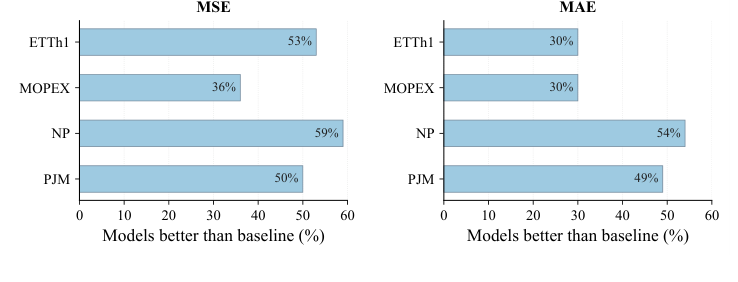 MSE
ETTh1
53%
MOPEX
36%
NP
59%
PJM
50%
0 10 20 30 40 50 60
Models better than baseline (%)
MAE
ETTh1
30%
MOPEX
30%
NP
54%
PJM
49%
0 10 20 30 40 50 60
Models better than baseline (%)